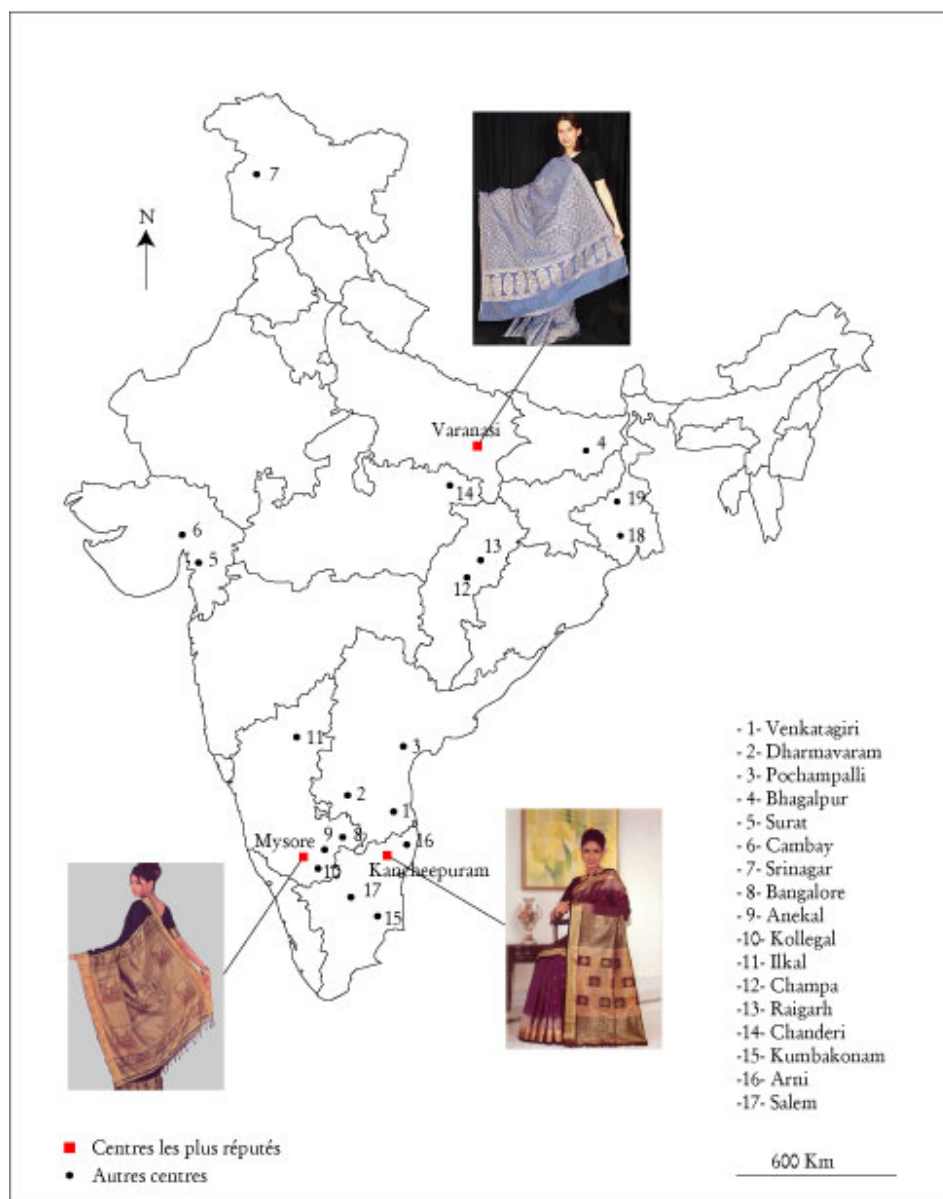 7
N
Varanasi
4
14
19
18
6
5
13
12
11
3
2
1
9
8
16
Mysore
Kancheepuram
10
17
15
- 1- Venkatagiri
- 2- Dharmavaram
- 3- Pochampalli
- 4- Bhagalpur
- 5- Surat
- 6- Cambay
- 7- Srinagar
- 8- Bangalore
- 9- Anekal
-10- Kollegal
-11- Ilkal
-12- Champa
-13- Raigarh
-14- Chanderi
-15- Kumbakonam
-16- Arni
-17- Salem
Centres les plus réputés
Autres centres
600 Km